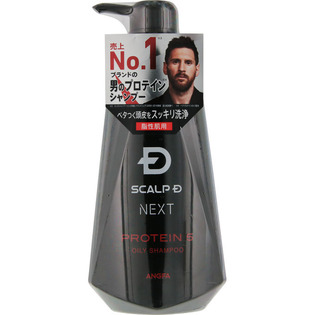 売上
No.1
ブランドの
男のプロテイン
シャンプー
ベタつく頭皮をスッキリ洗浄
脂性肌用
SCALP-D
NEXT
PROTEIN 5
OILY SHAMPOO
ANGFA